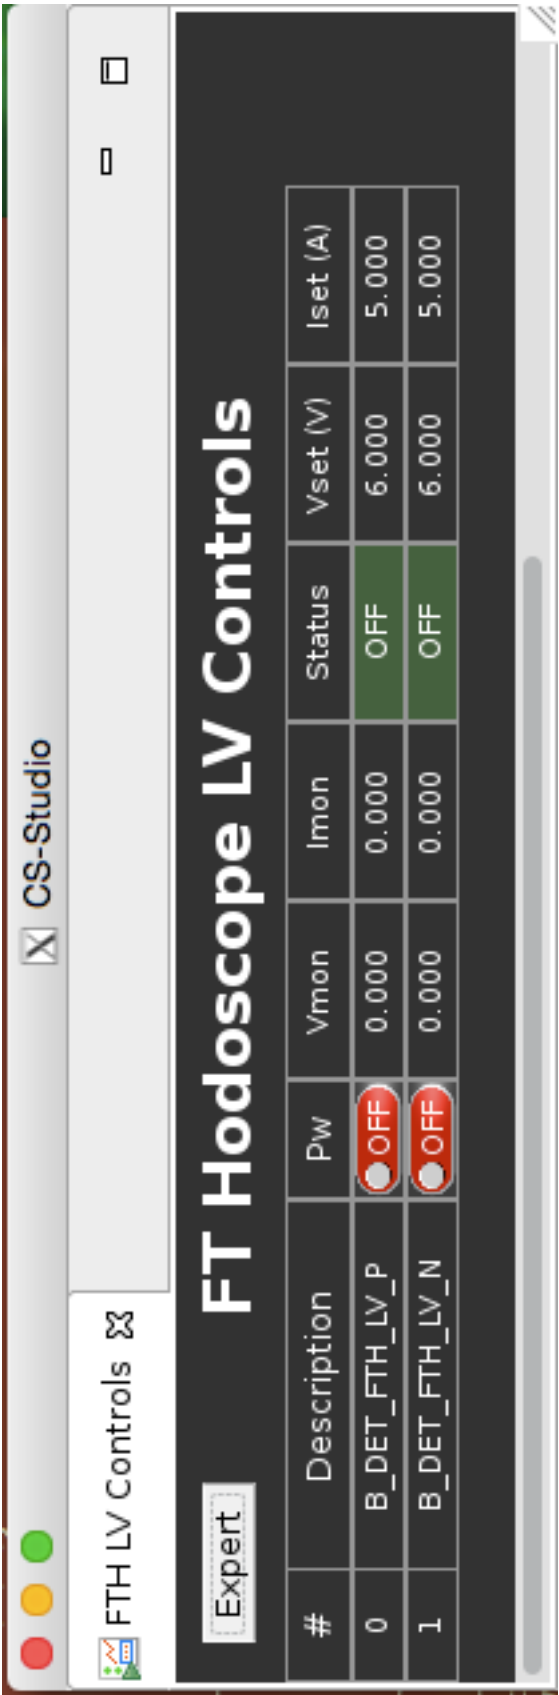 CS-Studio
FTH LV Controls
Expert
FT Hodoscope LV Controls
# Description Pw Vmon Imon Status Vset (V) Iset (A)
0 B_DET_FTH_LV_P OFF 0.000 0.000 OFF 6.000 5.000
1 B_DET_FTH_LV_N OFF 0.000 0.000 OFF 6.000 5.000